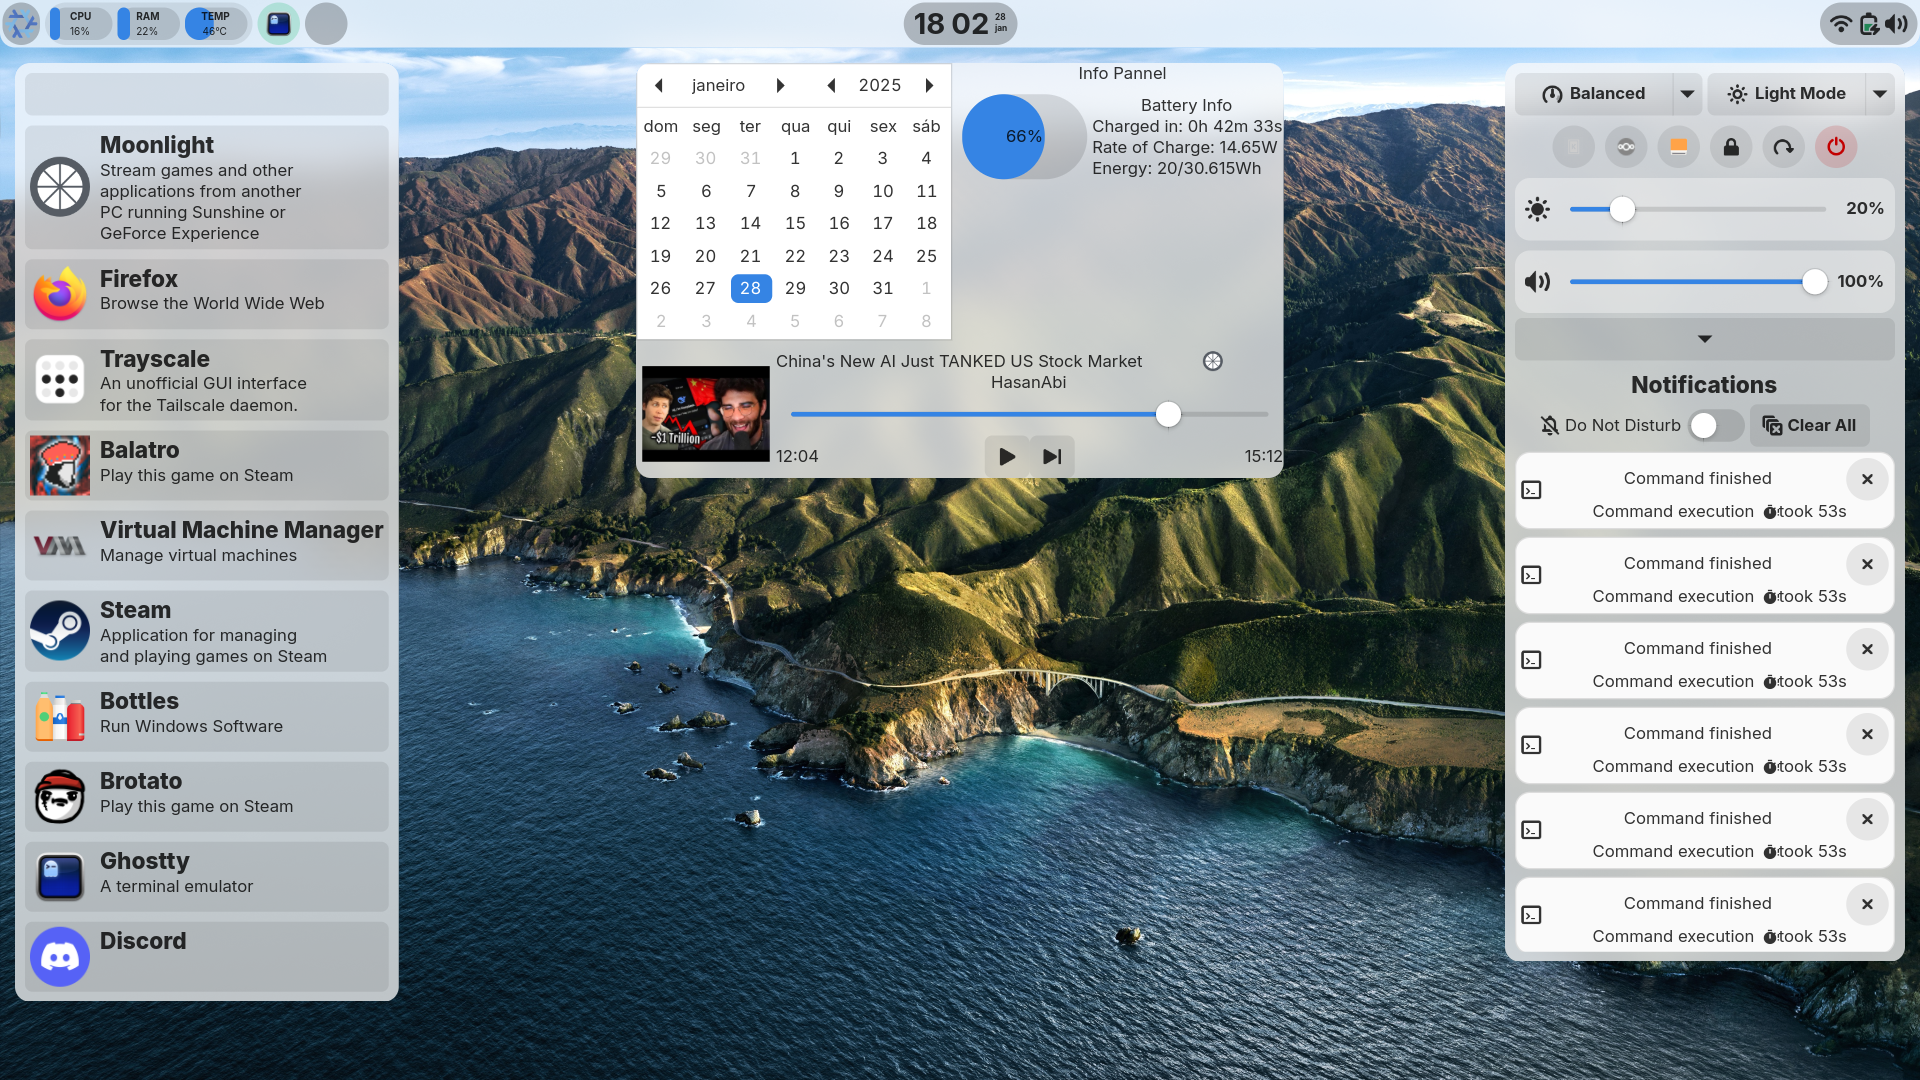 CPU
16%
RAM
22%
TEMP
46°C
18 02
28
jan
Moonlight
Stream games and other
applications from another
PC running Sunshine or
GeForce Experience
Firefox
Browse the World Wide Web
Trayscale
An unofficial GUI interface
for the Tailscale daemon.
Balatro
Play this game on Steam
Virtual Machine Manager
Manage virtual machines
Steam
Application for managing
and playing games on Steam
Bottles
Run Windows Software
Brotato
Play this game on Steam
Ghostty
A terminal emulator
Discord
janeiro 2025
dom seg ter qua qui sex sáb
29 30 31 1 2 3 4
5 6 7 8 9 10 11
12 13 14 15 16 17 18
19 20 21 22 23 24 25
26 27 28 29 30 31 1
2 3 4 5 6 7 8
Info Pannel
66%
Battery Info
Charged in: 0h 42m 33s
Rate of Charge: 14.65W
Energy: 20/30.615Wh
-$1 Trillion
China's New AI Just TANKED US Stock Market
HasanAbi
12:04
15:12
Balanced
Light Mode
20%
100%
Notifications
Do Not Disturb
Clear All
Command finished
Command execution took 53s
Command finished
Command execution took 53s
Command finished
Command execution took 53s
Command finished
Command execution took 53s
Command finished
Command execution took 53s
Command finished
Command execution took 53s